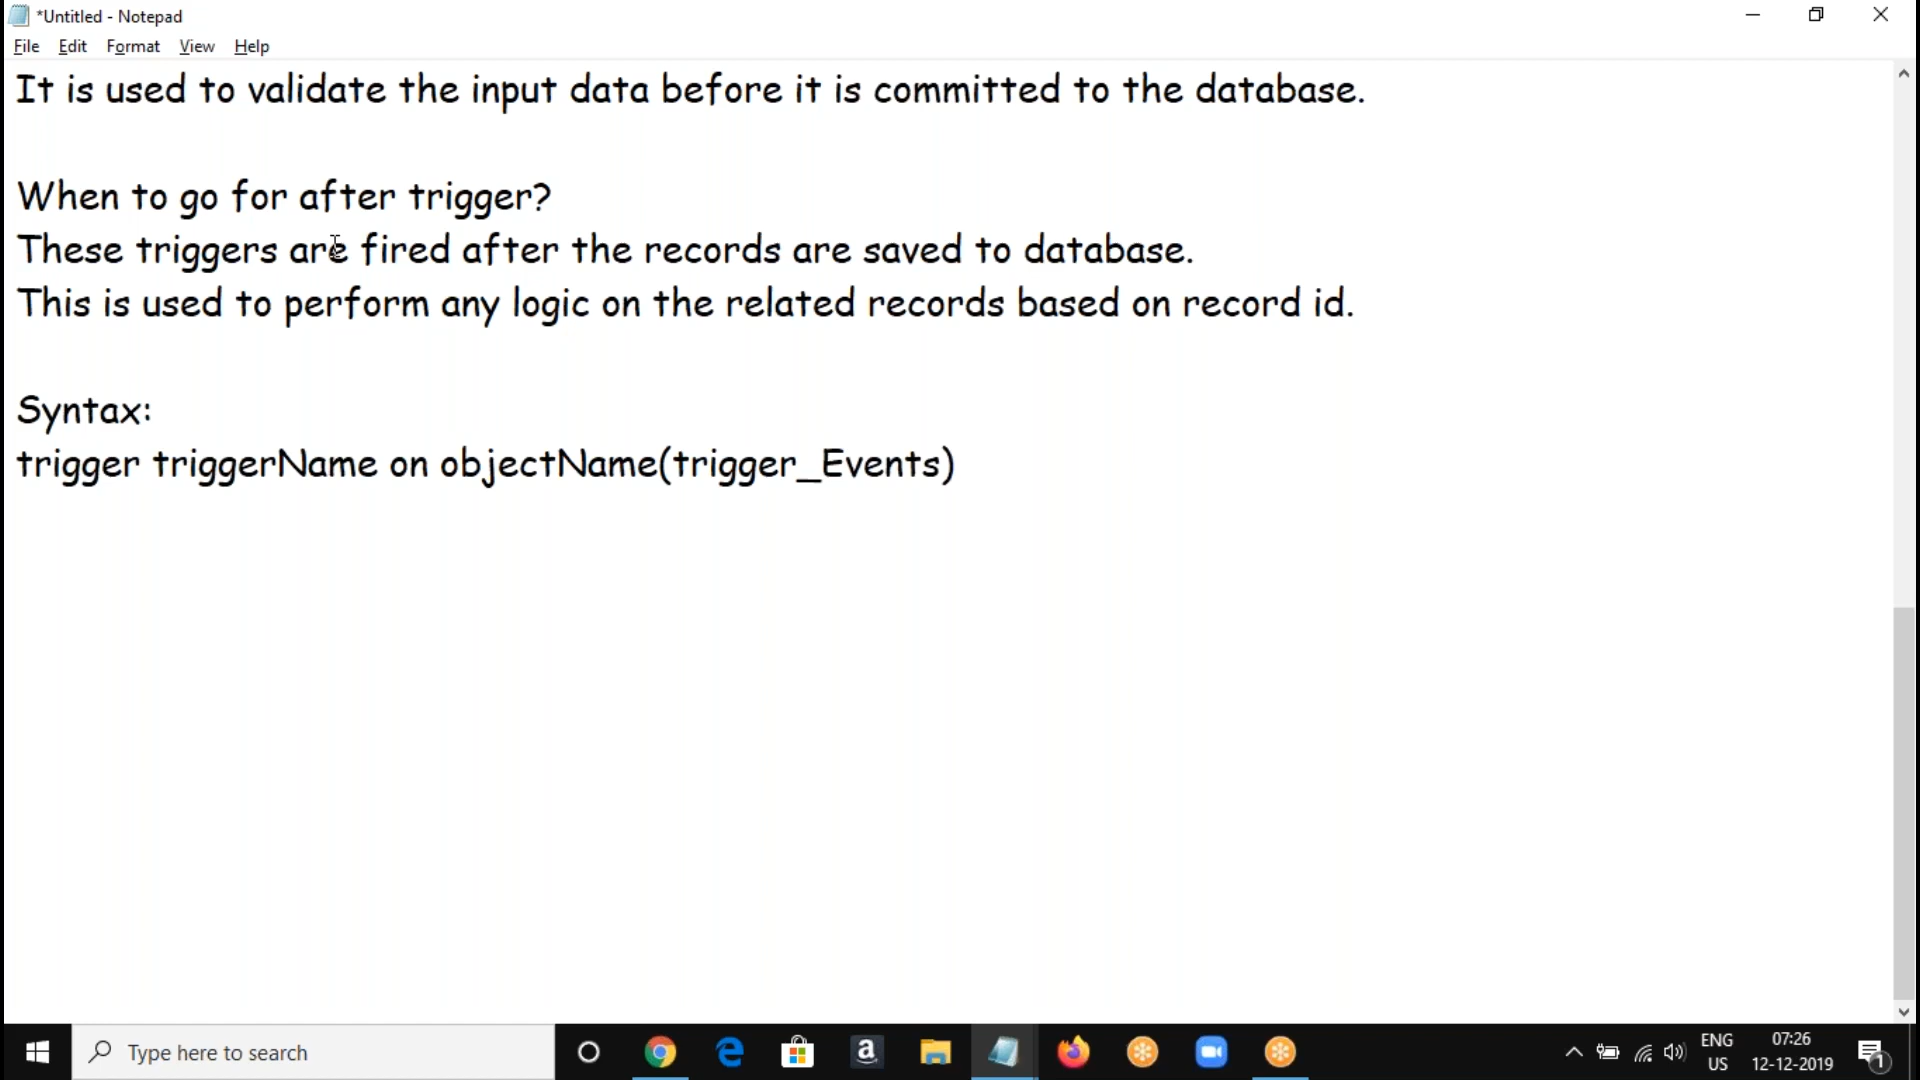 *Untitled - Notepad
File Edit Format View Help
It is used to validate the input data before it is committed to the database.
When to go for after trigger?
These triggers are fired after the records are saved to database.
This is used to perform any logic on the related records based on record id.
Syntax:
trigger triggerName on objectName(trigger_Events)
Type here to search
a
ENG
US
07:26
12-12-2019
1